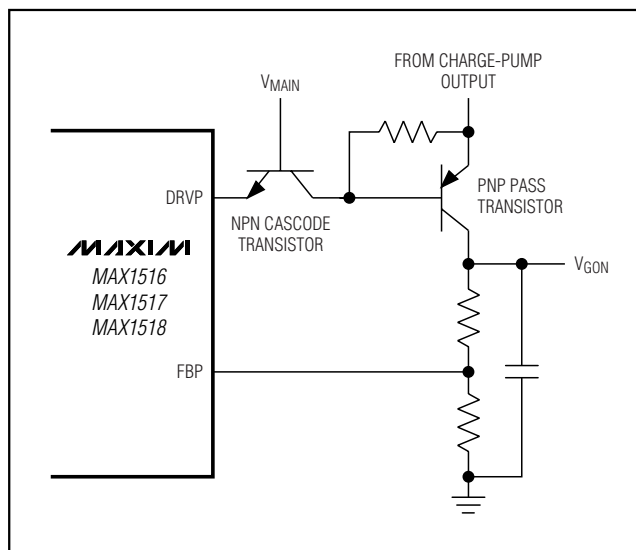 FROM CHARGE-PUMP
OUTPUT
VMAIN
PNP PASS
TRANSISTOR
DRVP
NPN CASCODE
TRANSISTOR
MAXIM
MAX1516
MAX1517
MAX1518
VGON
FBP